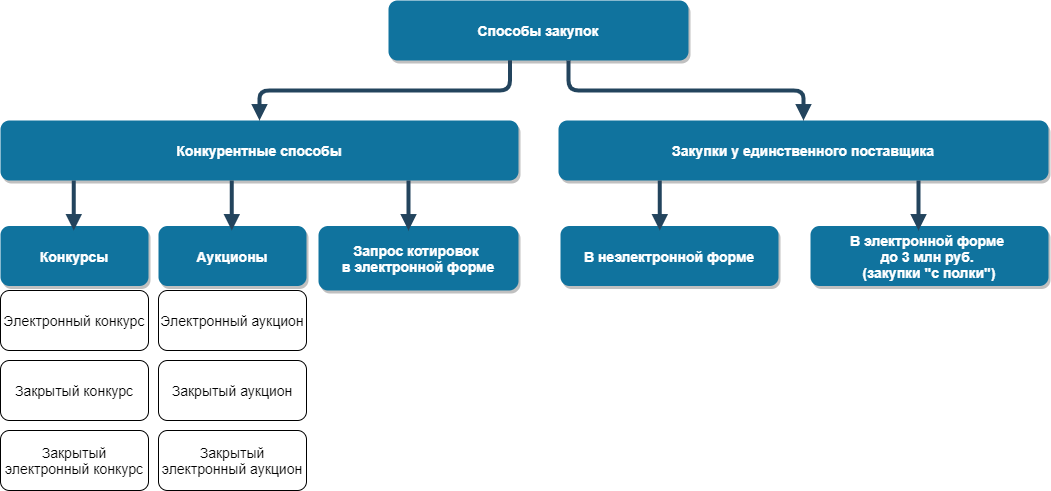 Способы закупок
Конкурентные способы
Закупки у единственного поставщика
Конкурсы
Аукционы
Запрос котировок
в электронной форме
В неэлектронной форме
В электронной форме
до 3 млн руб.
(закупки "с полки")
Электронный конкурс
Электронный аукцион
Закрытый конкурс
Закрытый аукцион
Закрытый
электронный конкурс
Закрытый
электронный аукцион